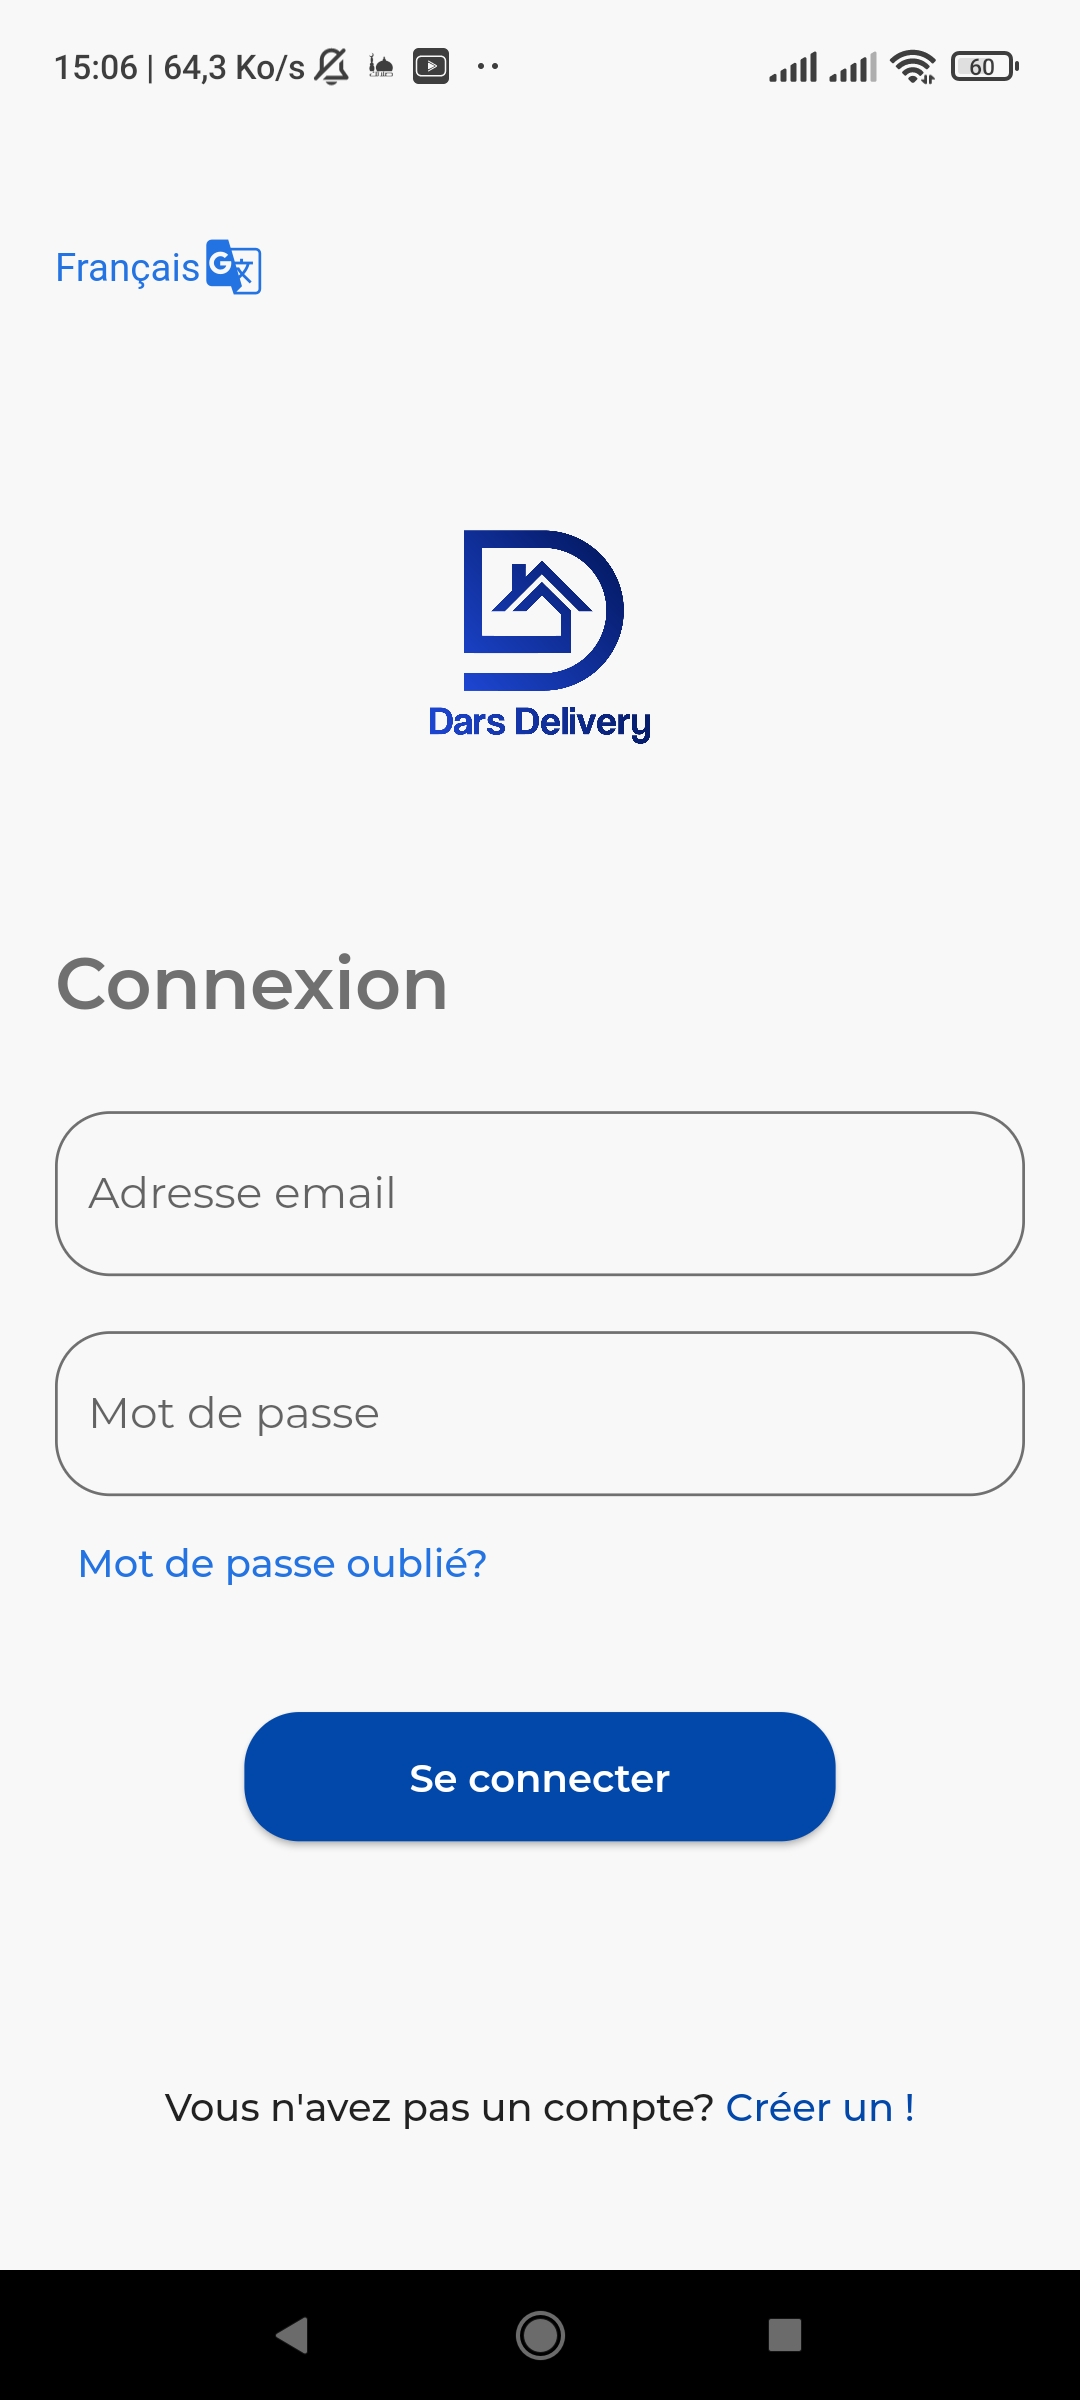 15:06 | 64,3 Ko/s
60
Français
Dars Delivery
Connexion
Adresse email
Mot de passe
Mot de passe oublié?
Se connecter
Vous n'avez pas un compte? Créer un !